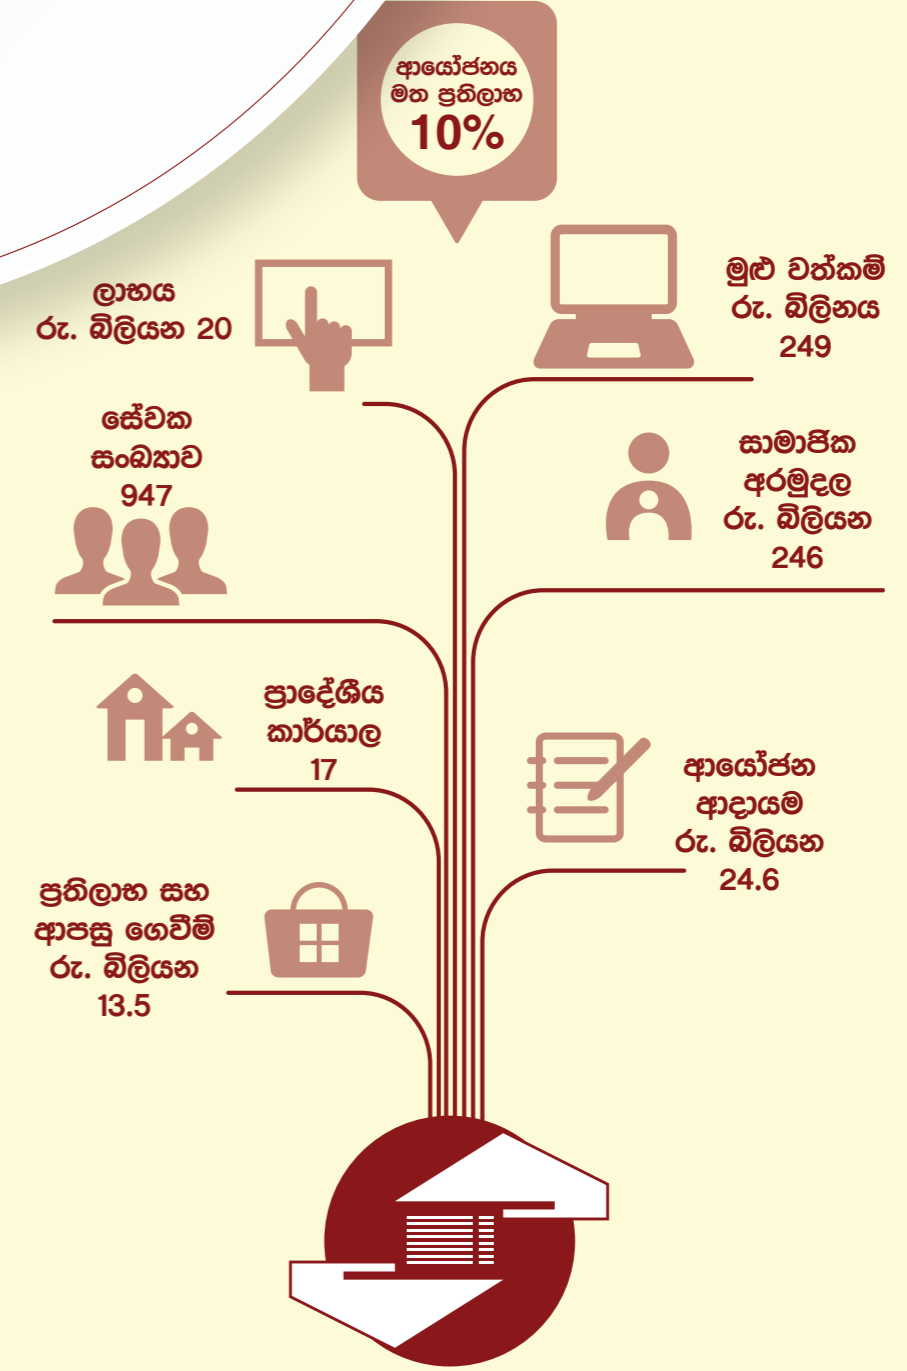 ආයෝජනය
මත ප්‍රතිලාභ
10%
ලාභය
රු. බිලියන 20
මුළු වත්කම්
රු. බිලිනය
249
සේවක
සංඛ්‍යාව
947
සාමාජික
අරමුදල
රු. බිලියන
246
ප්‍රාදේශීය
කාර්යාල
17
ආයෝජන
ආදායම
රු. බිලියන
24.6
ප්‍රතිලාභ සහ
ආපසු ගෙවීම්
රු. බිලියන
13.5